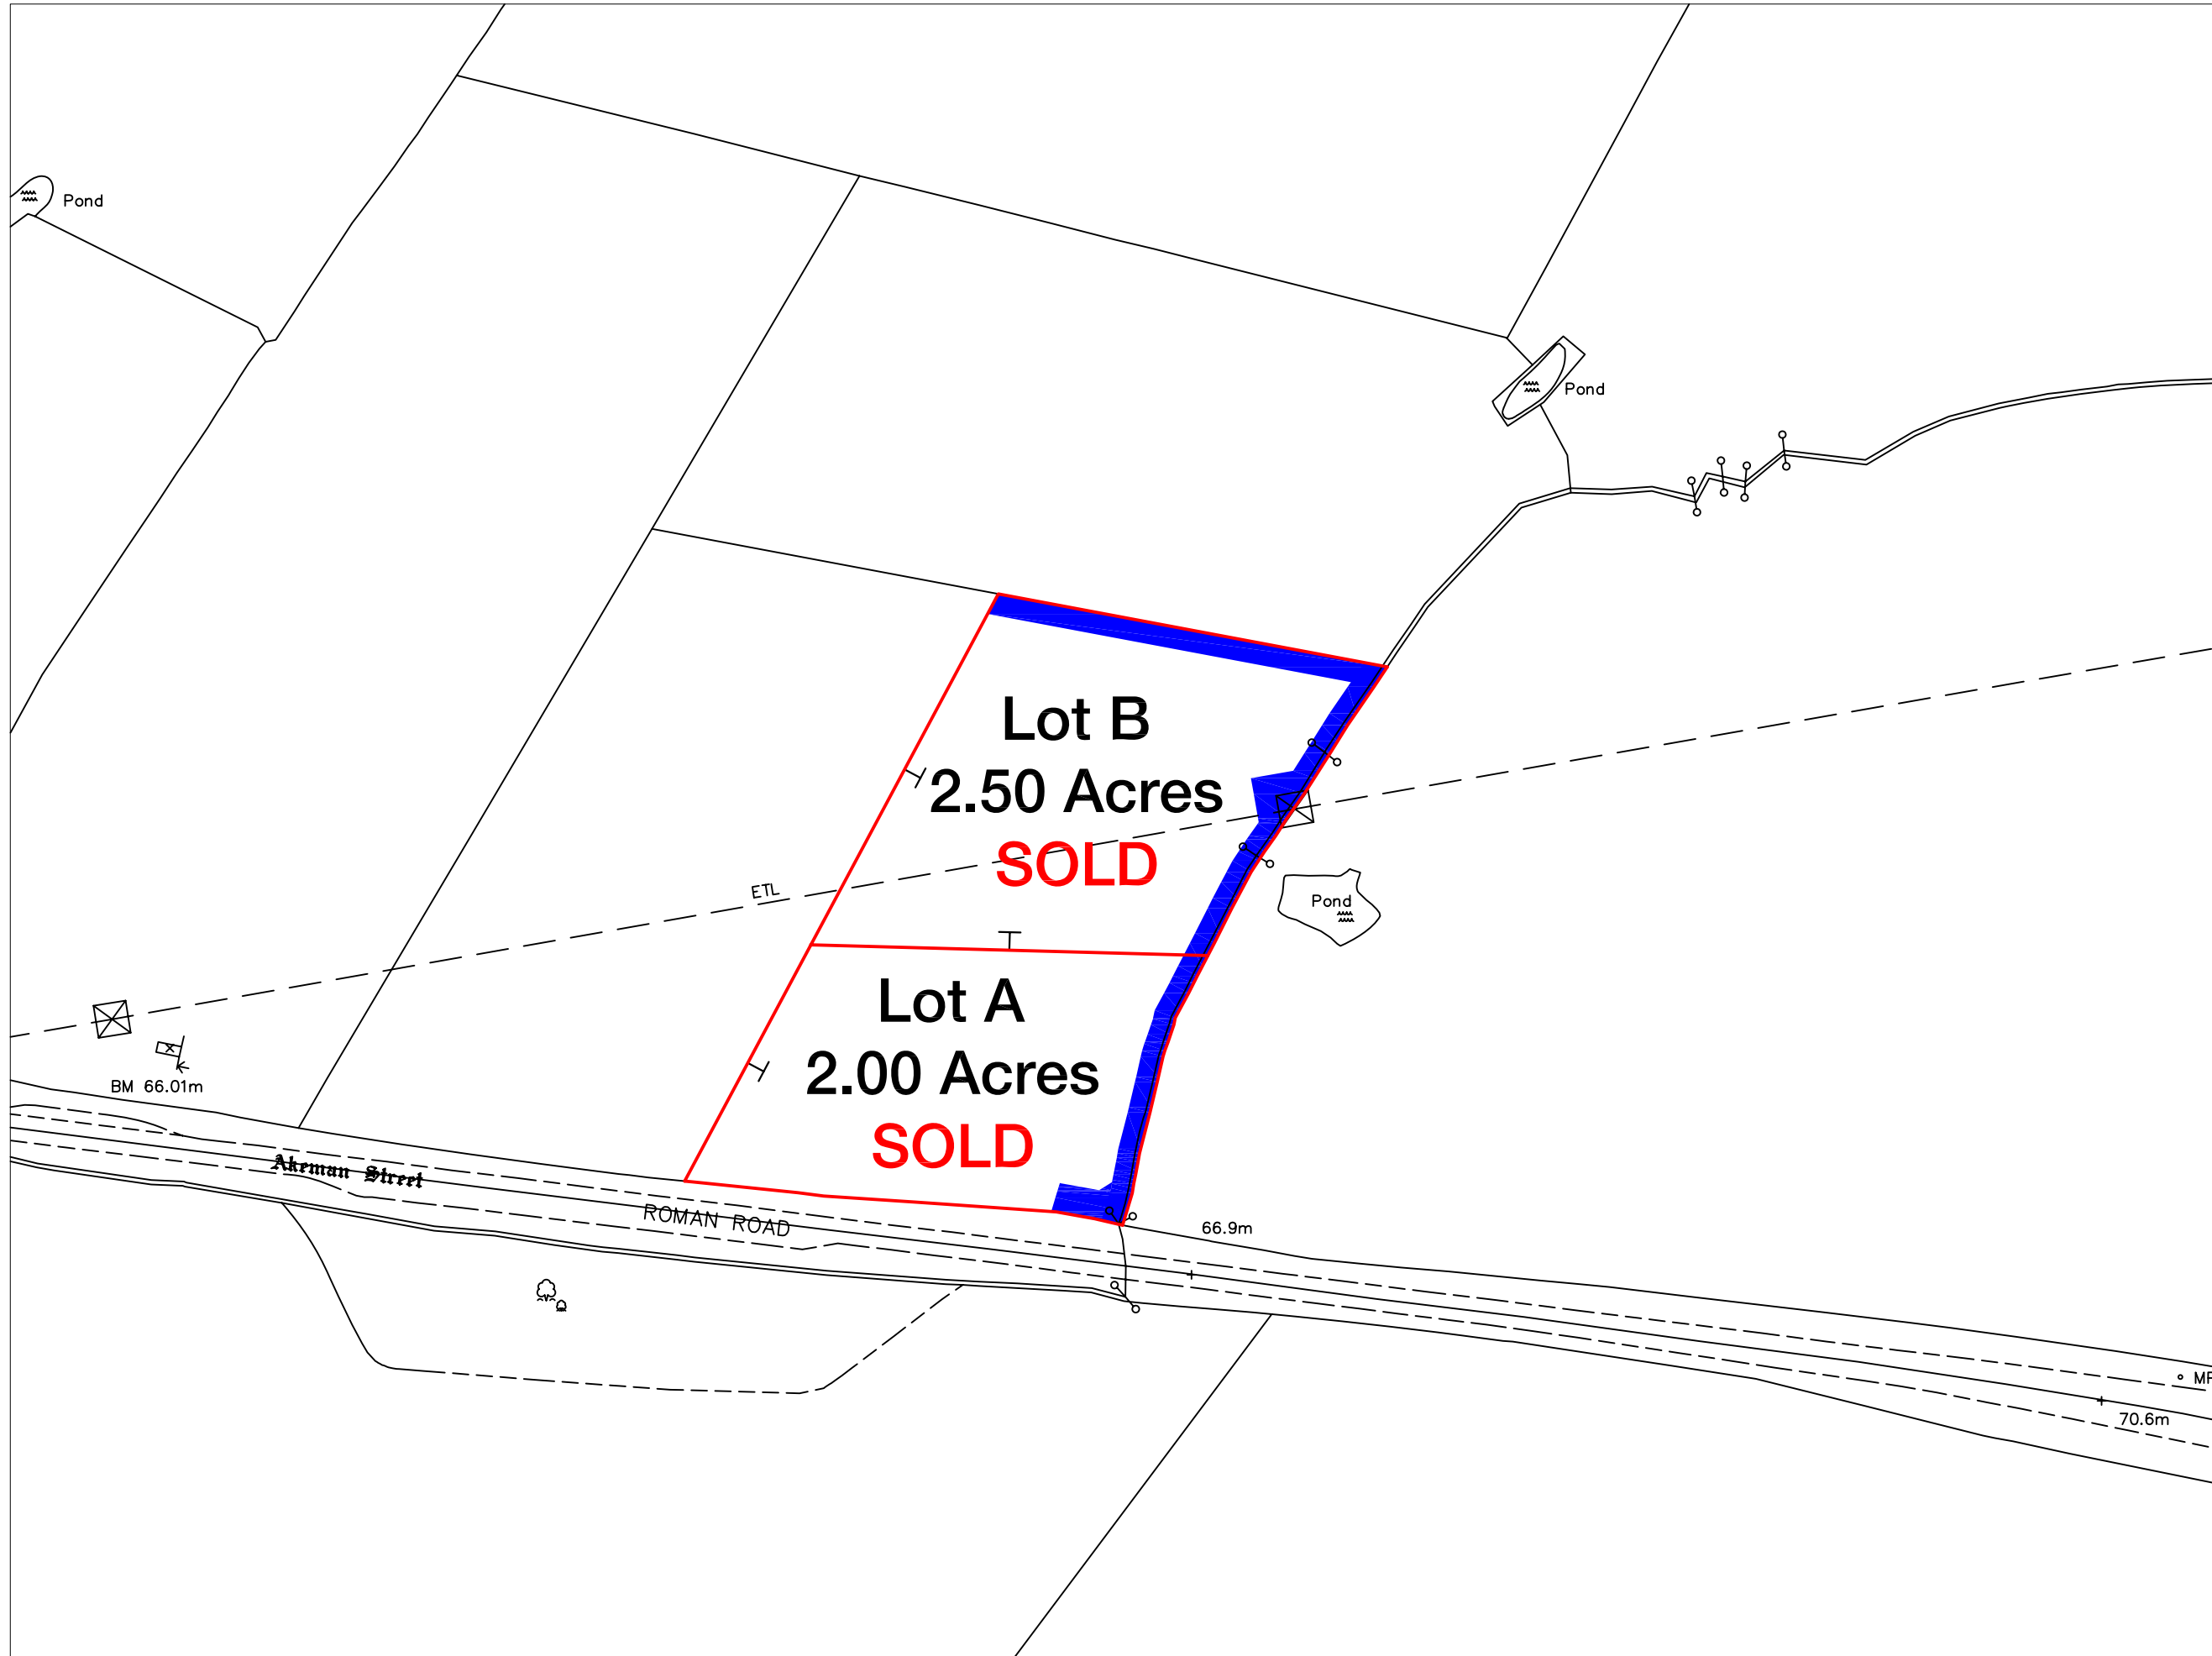 Pond
Pond
Lot B
2.50 Acres
SOLD
ETL
Pond
Lot A
2.00 Acres
SOLD
BM 66.01m
Akeman Street
ROMAN ROAD
66.9m
70.6m